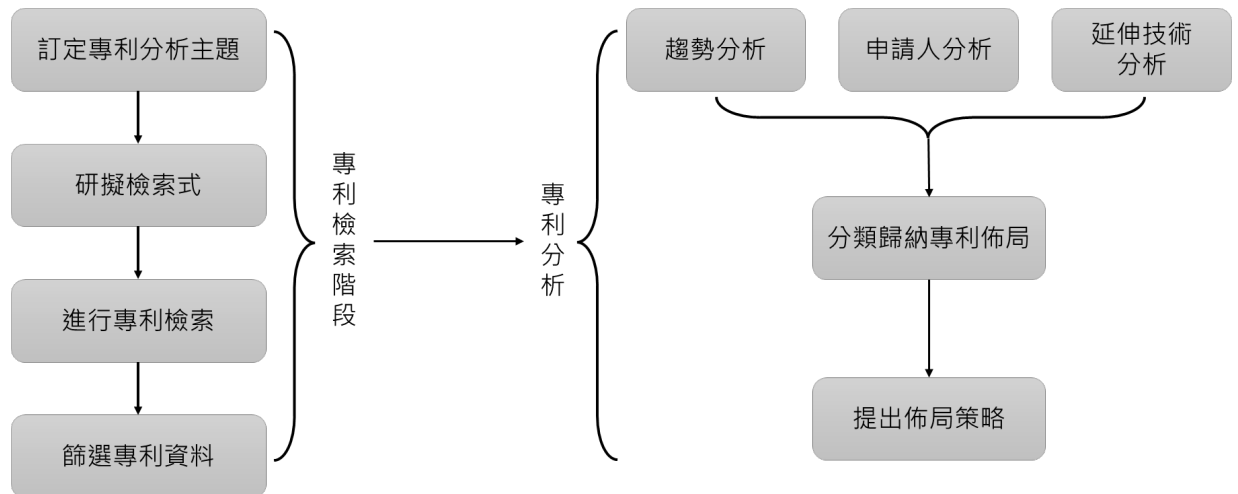 訂定專利分析主題
研擬檢索式
進行專利檢索
篩選專利資料
專利檢索階段
專利分析
趨勢分析
申請人分析
延伸技術
分析
分類歸納專利佈局
提出佈局策略